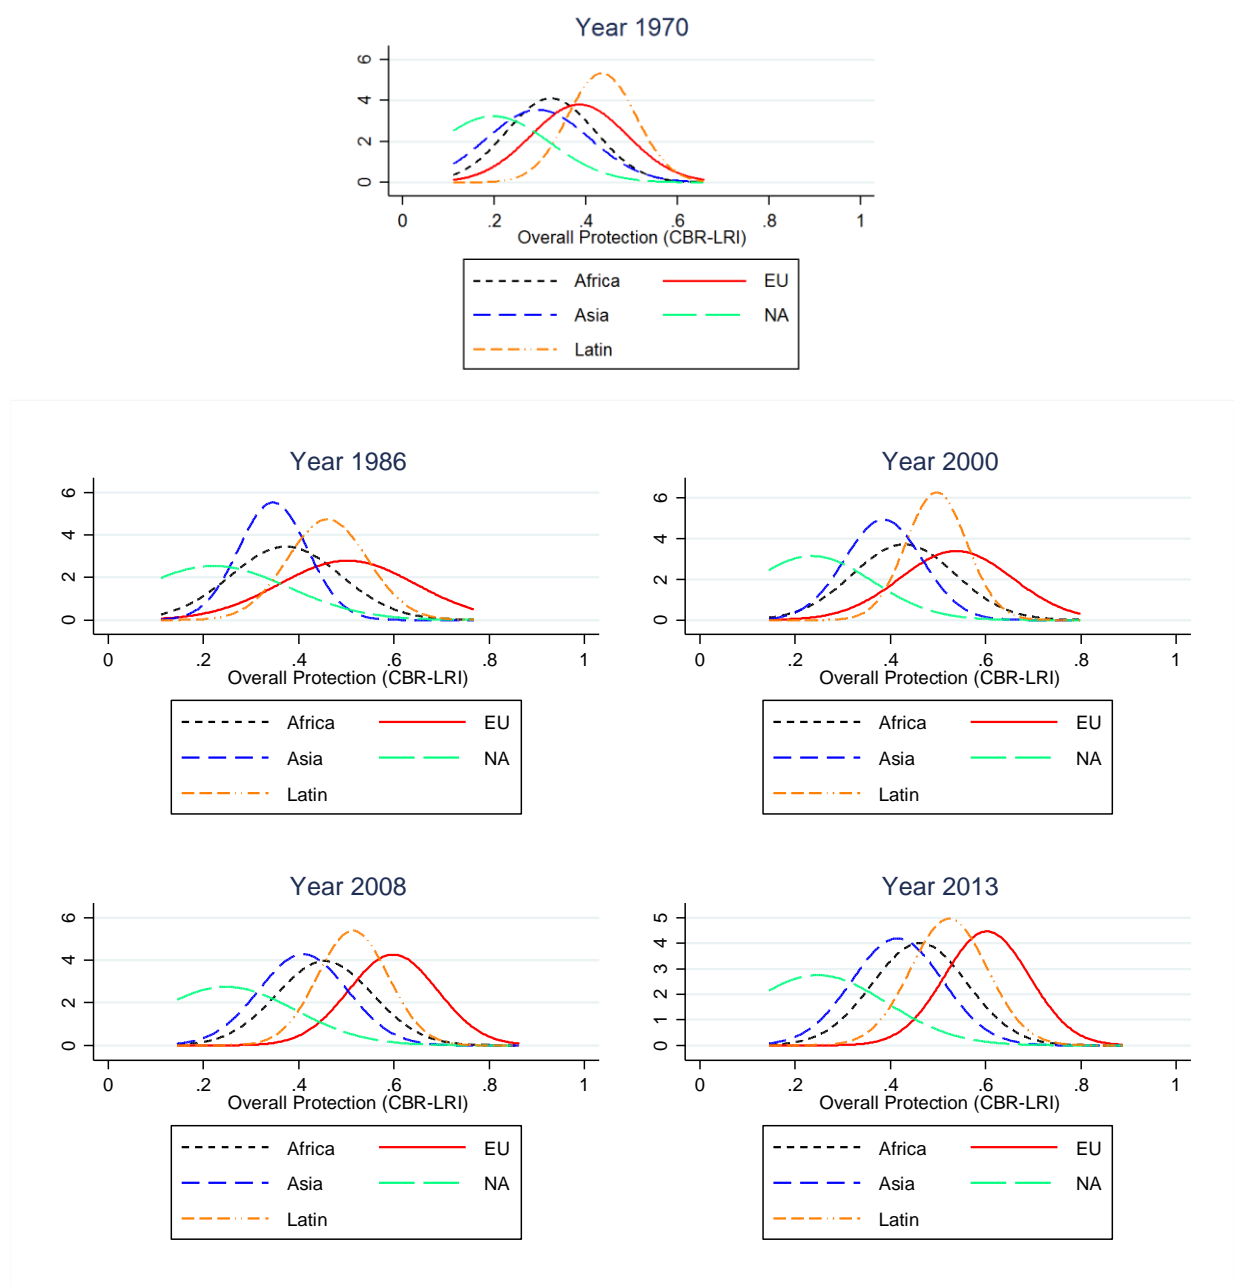 Year 1970
6
4
2
0
0 .2 .4 .6 .8 1
Overall Protection (CBR-LRI)
Africa EU
Asia NA
Latin
Year 1986
6
4
2
0
0 .2 .4 .6 .8 1
Overall Protection (CBR-LRI)
Africa EU
Asia NA
Latin
Year 2000
6
4
2
0
0 .2 .4 .6 .8 1
Overall Protection (CBR-LRI)
Africa EU
Asia NA
Latin
Year 2008
6
4
2
0
0 .2 .4 .6 .8 1
Overall Protection (CBR-LRI)
Africa EU
Asia NA
Latin
Year 2013
5
4
3
2
1
0
0 .2 .4 .6 .8 1
Overall Protection (CBR-LRI)
Africa EU
Asia NA
Latin